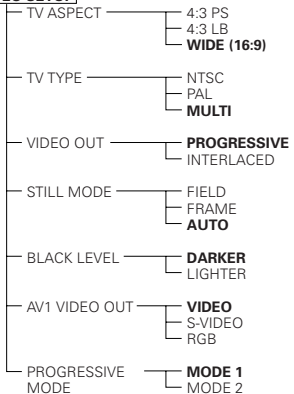 TV ASPECT
4:3 PS
4:3 LB
WIDE (16:9)
TV TYPE
NTSC
PAL
MULTI
VIDEO OUT
PROGRESSIVE
INTERLACED
STILL MODE
FIELD
FRAME
AUTO
BLACK LEVEL
DARKER
LIGHTER
AV1 VIDEO OUT
VIDEO
S-VIDEO
RGB
PROGRESSIVE
MODE
MODE 1
MODE 2